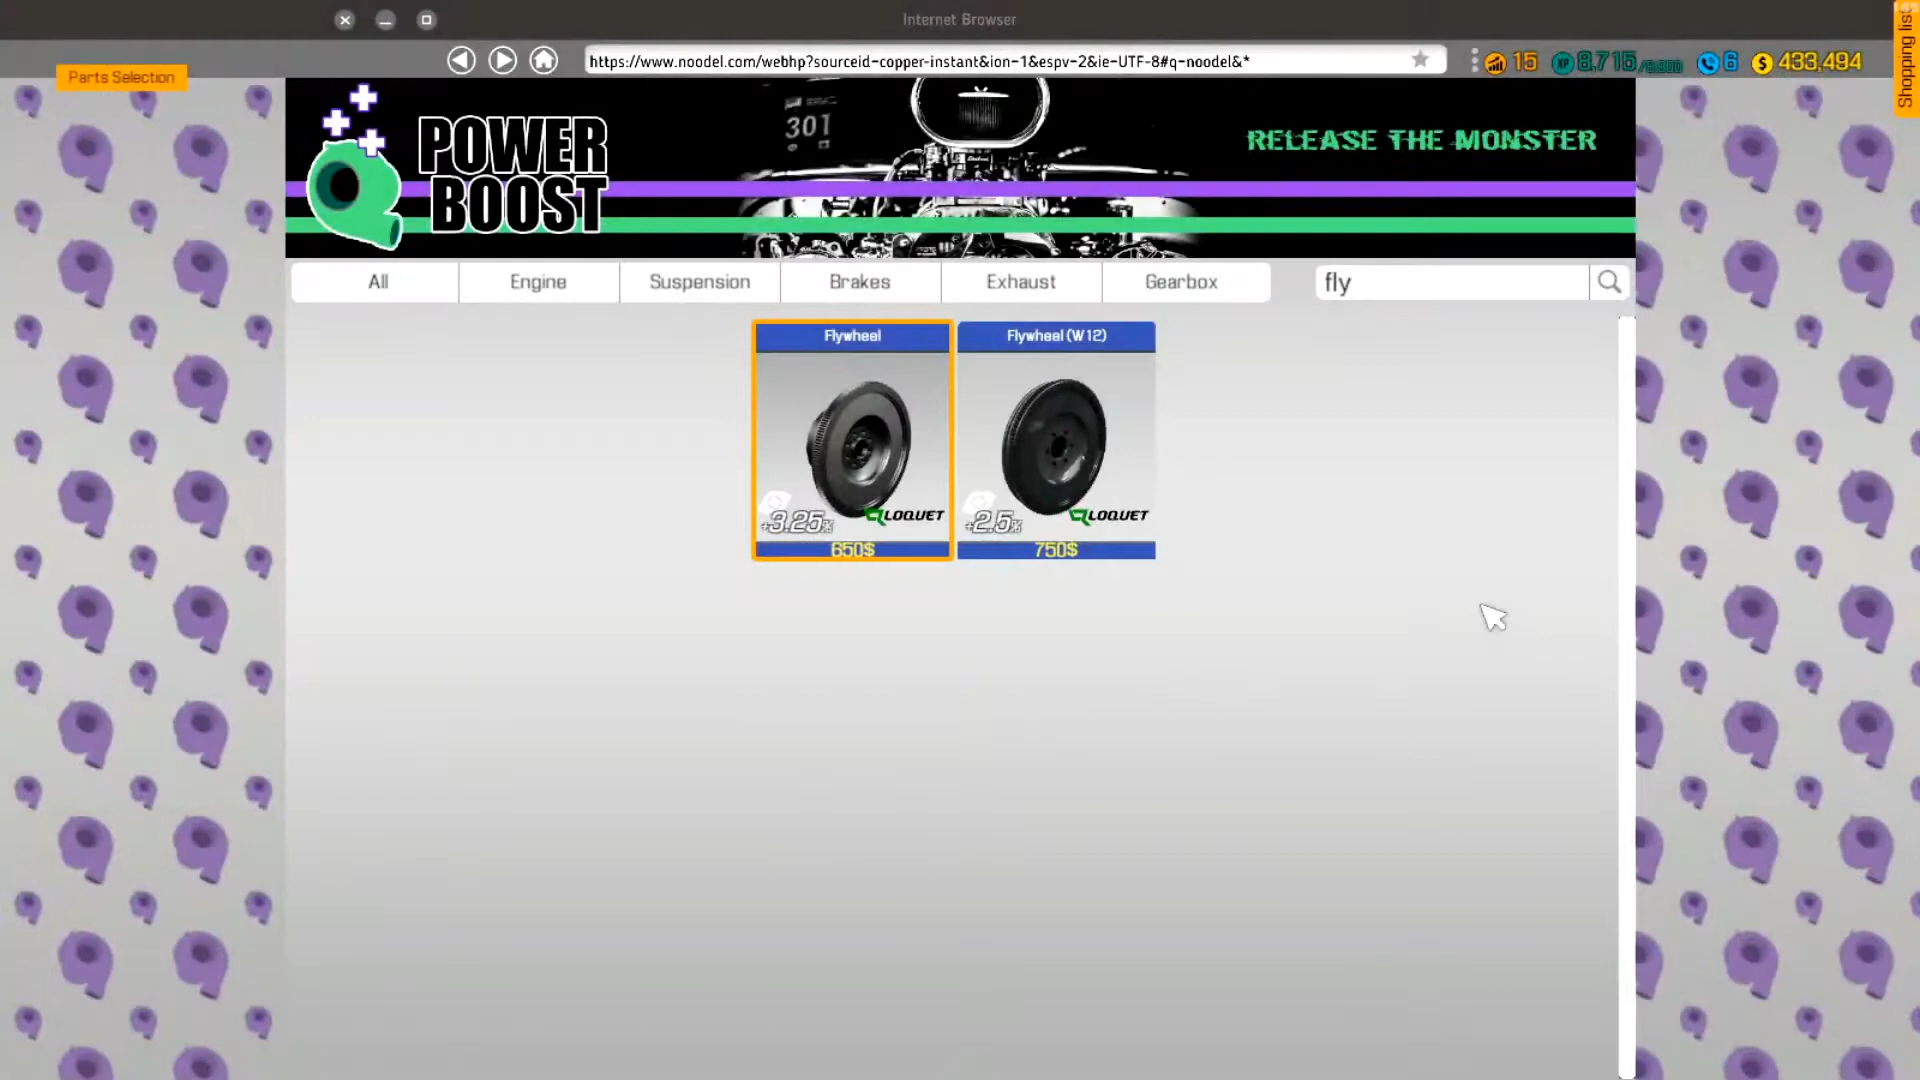 Internet Browser
Parts Selection
https://www.noodel.com/webhp?sourceid-copper-instant&ion-1&espv-2&ie-UTF-8#q-noodel&*
15
XP 8,715
6
$ 433,494
Shopping list
POWER
BOOST
301
RELEASE THE MONSTER
All
Engine
Suspension
Brakes
Exhaust
Gearbox
fly
Flywheel
+3.25%
LOQUET
650$
Flywheel (W12)
+2.5%
LOQUET
750$